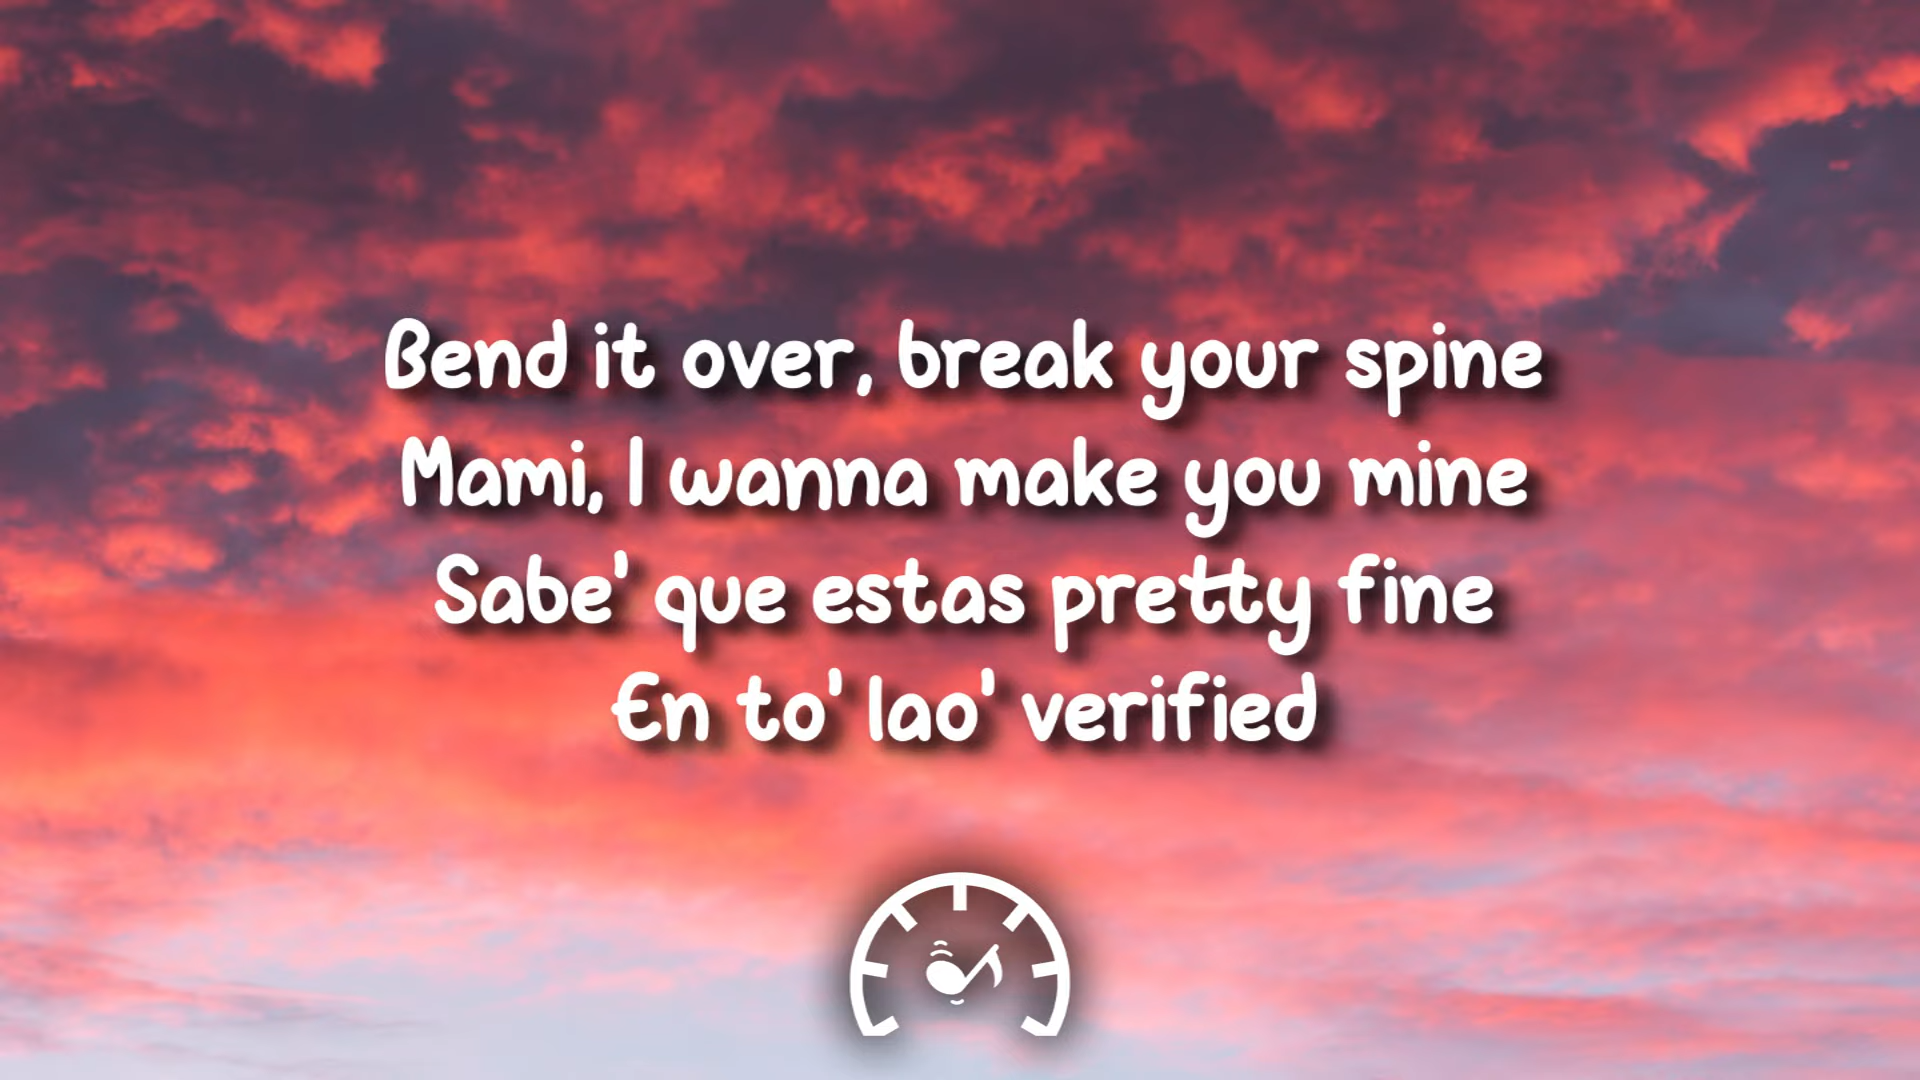 Bend it over, break your spine
Mami, I wanna make you mine
Sabe' que estas pretty fine
En to' lao' verified